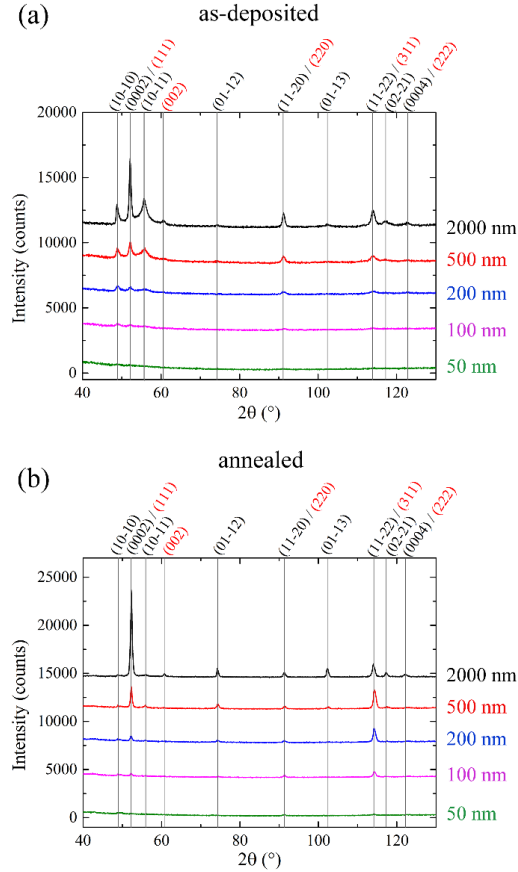 (a)
as-deposited
(10-10)
(0002) / (111)
(10-11)
(002)
(01-12)
(11-20) / (220)
(01-13)
(11-22) / (311)
(02-21)
(0004) / (222)
20000
15000
10000
5000
0
Intensity (counts)
2000 nm
500 nm
200 nm
100 nm
50 nm
40 60 80 100 120
2θ (°)
(b)
annealed
(10-10)
(0002) / (111)
(10-11)
(002)
(01-12)
(11-20) / (220)
(01-13)
(11-22) / (311)
(02-21)
(0004) / (222)
25000
20000
15000
10000
5000
0
Intensity (counts)
2000 nm
500 nm
200 nm
100 nm
50 nm
40 60 80 100 120
2θ (°)